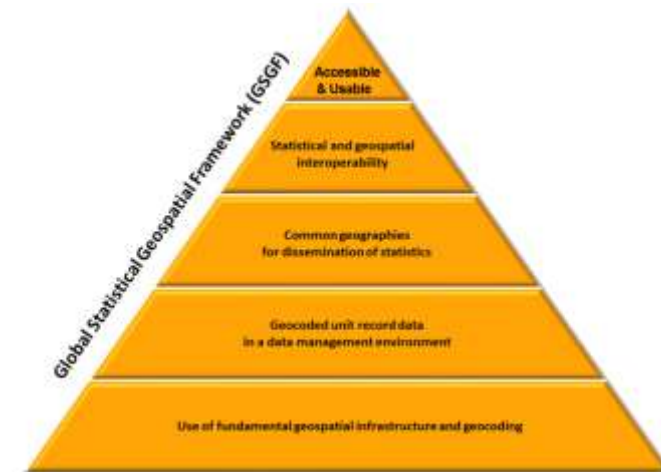 Global Statistical Geospatial Framework (GSGF)
Accessible
& Usable
Statistical and geospatial
interoperability
Common geographies
for dissemination of statistics
Geocoded unit record data
in a data management environment
Use of fundamental geospatial infrastructure and geocoding